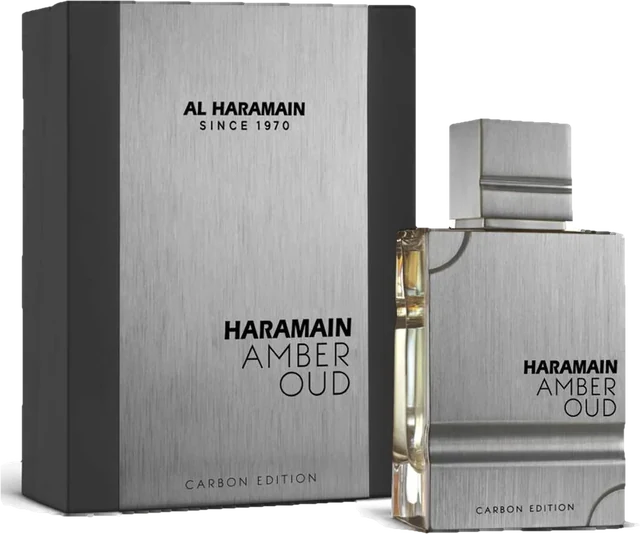 AL HARAMAIN
SINCE 1970
HARAMAIN
AMBER
OUD
CARBON EDITION
HARAMAIN
AMBER
OUD
CARBON EDITION